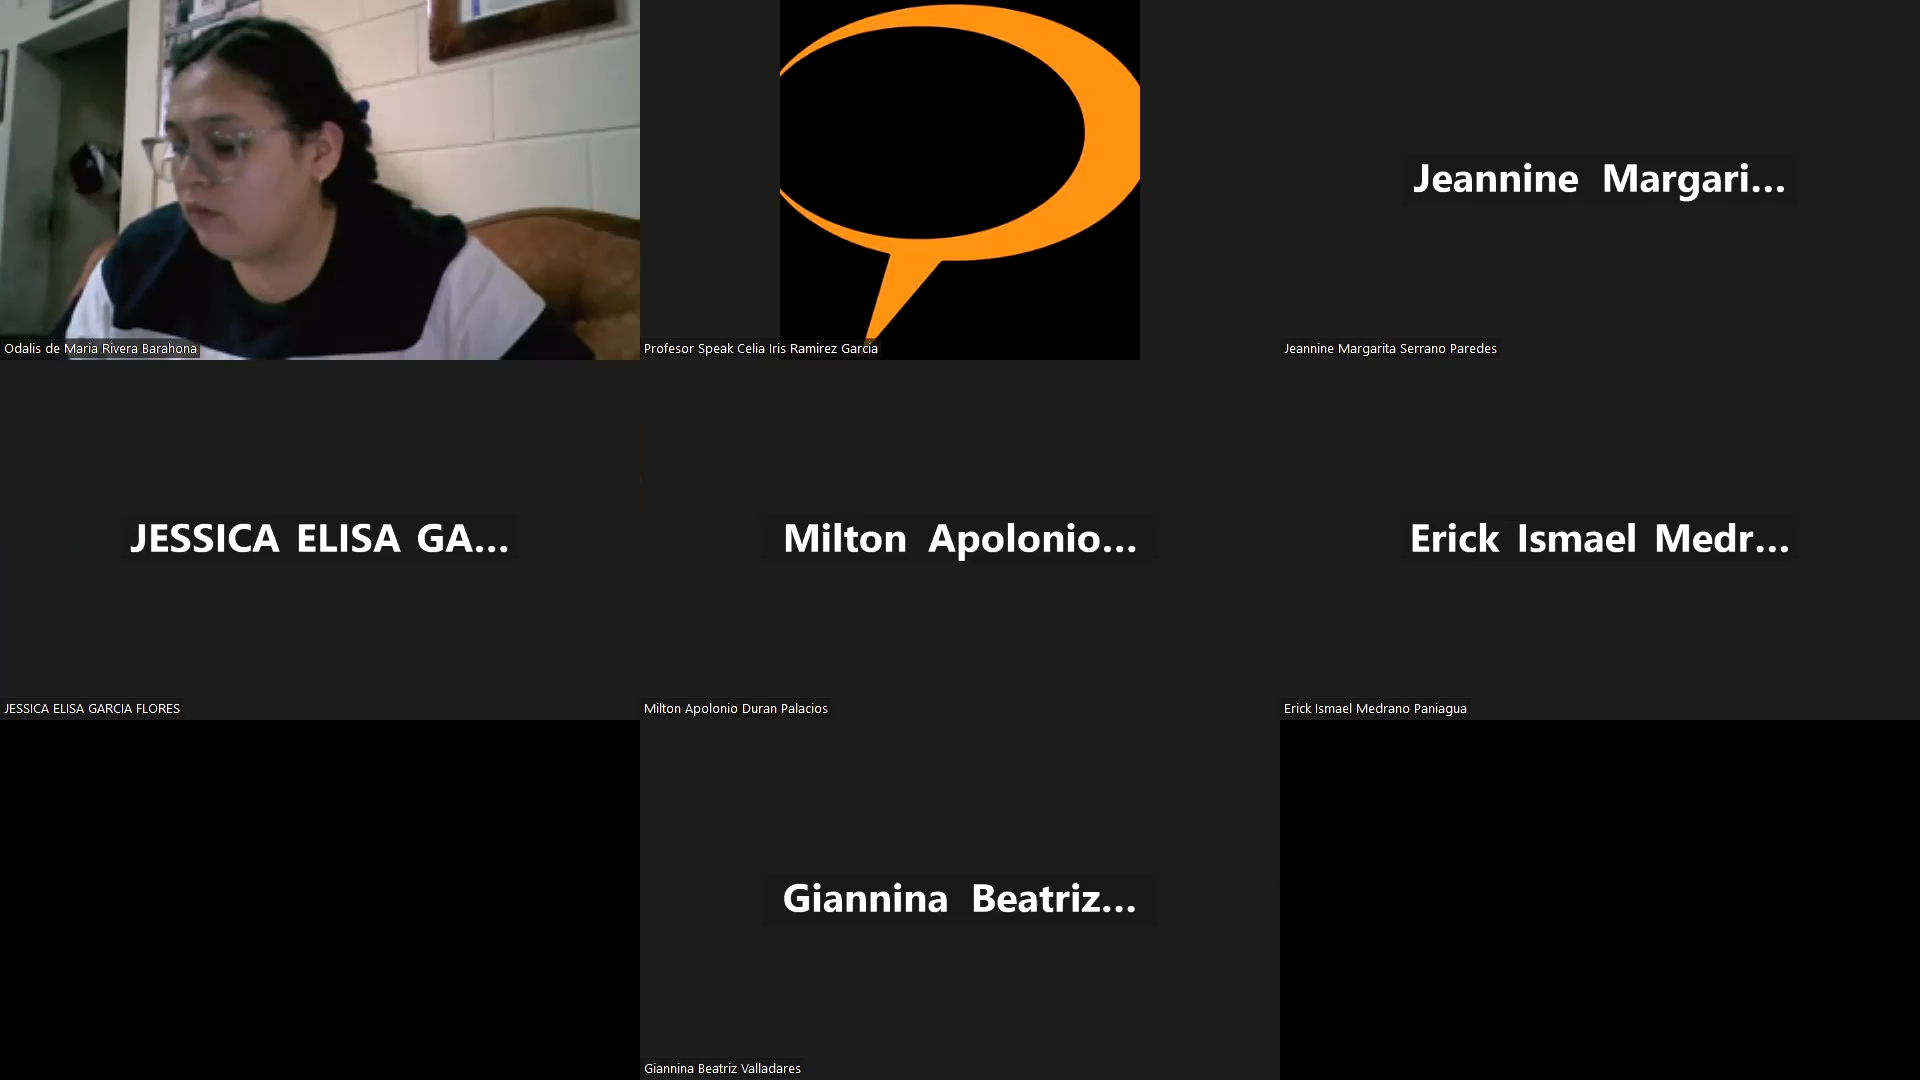 Odalis de Maria Rivera Barahona
Profesor Speak Celia Iris Ramirez Garcia
Jeannine Margari...
Jeannine Margarita Serrano Paredes
JESSICA ELISA GA...
JESSICA ELISA GARCIA FLORES
Milton Apolonio...
Milton Apolonio Duran Palacios
Erick Ismael Medr...
Erick Ismael Medrano Paniagua
Giannina Beatriz...
Giannina Beatriz Valladares